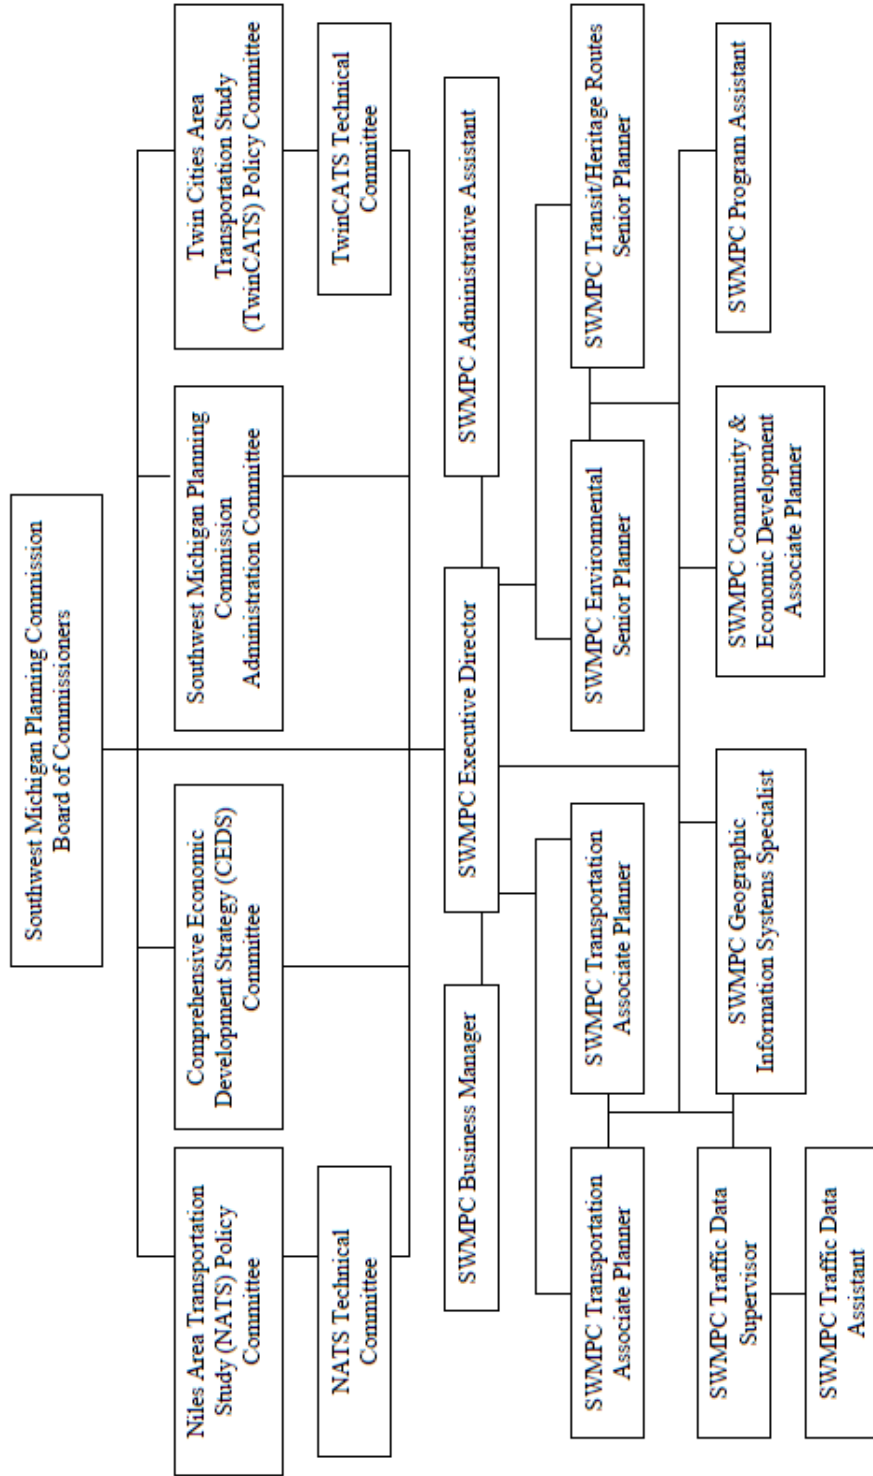 Southwest Michigan Planning Commission
Board of Commissioners
Niles Area Transportation
Study (NATS) Policy
Committee
Comprehensive Economic
Development Strategy (CEDS)
Committee
Southwest Michigan Planning
Commission
Administration Committee
Twin Cities Area
Transportation Study
(TwinCATS) Policy Committee
NATS Technical
Committee
TwinCATS Technical
Committee
SWMPC Business Manager
SWMPC Executive Director
SWMPC Administrative Assistant
SWMPC Transportation
Associate Planner
SWMPC Transportation
Associate Planner
SWMPC Environmental
Senior Planner
SWMPC Transit/Heritage Routes
Senior Planner
SWMPC Traffic Data
Supervisor
SWMPC Geographic
Information Systems Specialist
SWMPC Community &
Economic Development
Associate Planner
SWMPC Program Assistant
SWMPC Traffic Data
Assistant